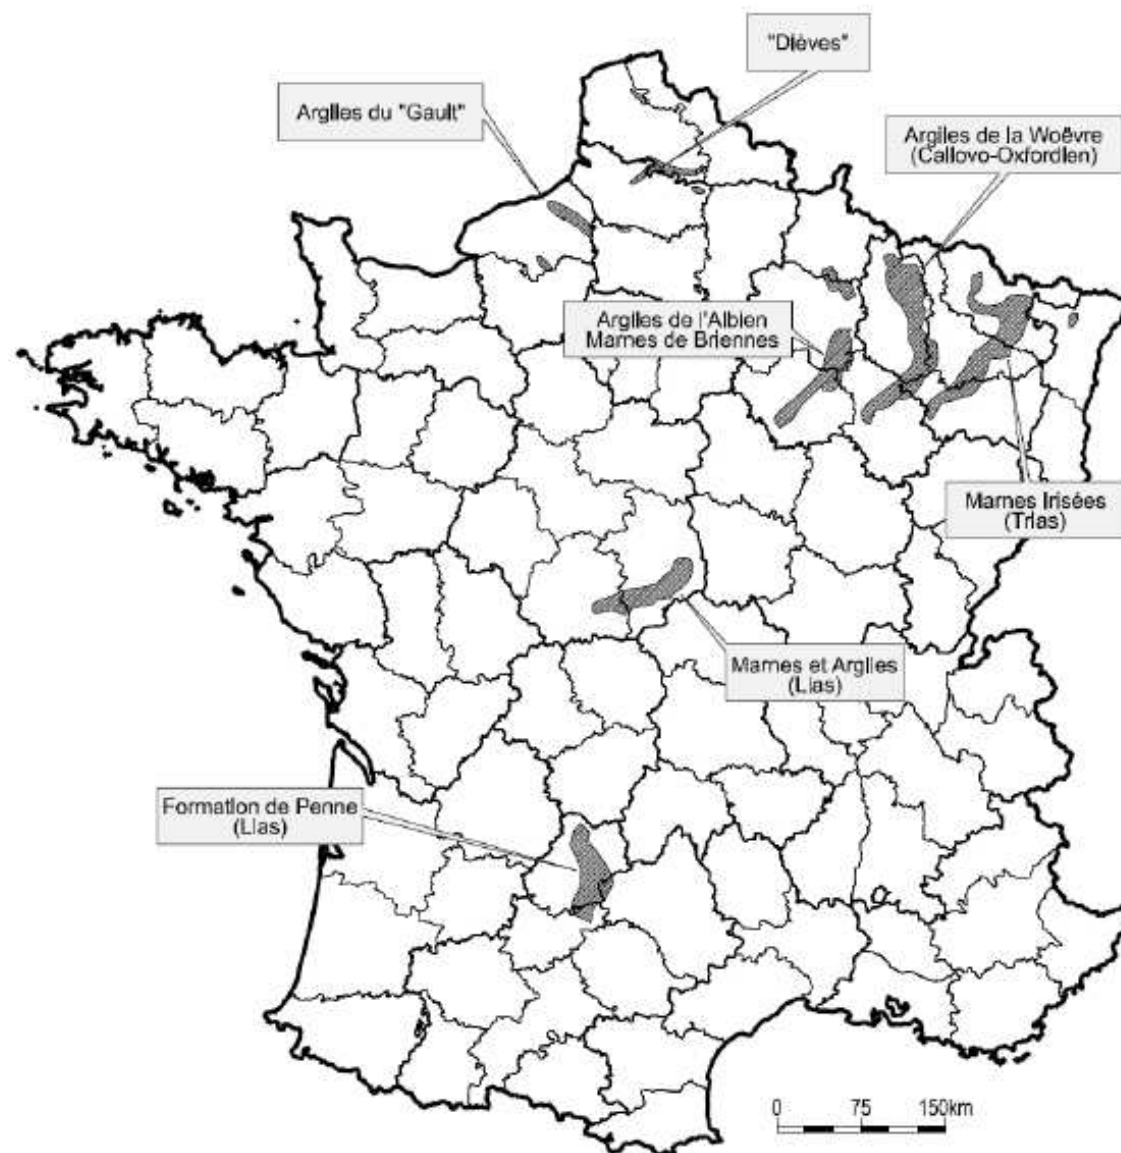 "Dièves"
Argiles du "Gault"
Argiles de la Woëvre
(Callovo-Oxfordien)
Argiles de l'Albien
Marnes de Briennes
Marnes Irisées
(Trias)
Marnes et Argiles
(Lias)
Formation de Penne
(Lias)
0 75 150km